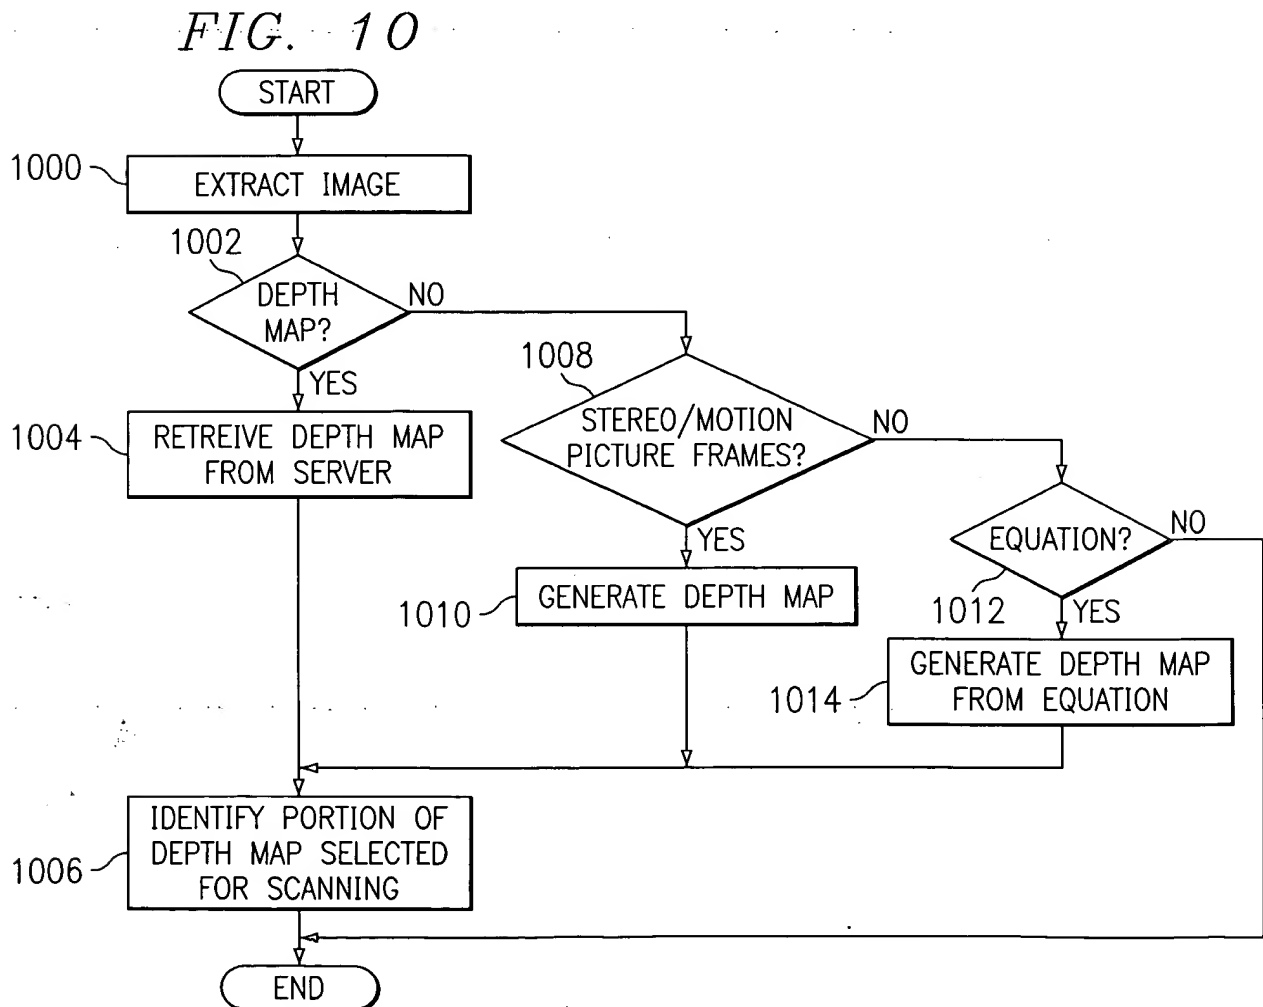 FIG. 10
START
1000
EXTRACT IMAGE
1002
DEPTH
MAP?
NO
YES
1004
RETREIVE DEPTH MAP
FROM SERVER
1008
STEREO/MOTION
PICTURE FRAMES?
NO
YES
1010
GENERATE DEPTH MAP
EQUATION?
NO
1012
YES
1014
GENERATE DEPTH MAP
FROM EQUATION
1006
IDENTIFY PORTION OF
DEPTH MAP SELECTED
FOR SCANNING
END